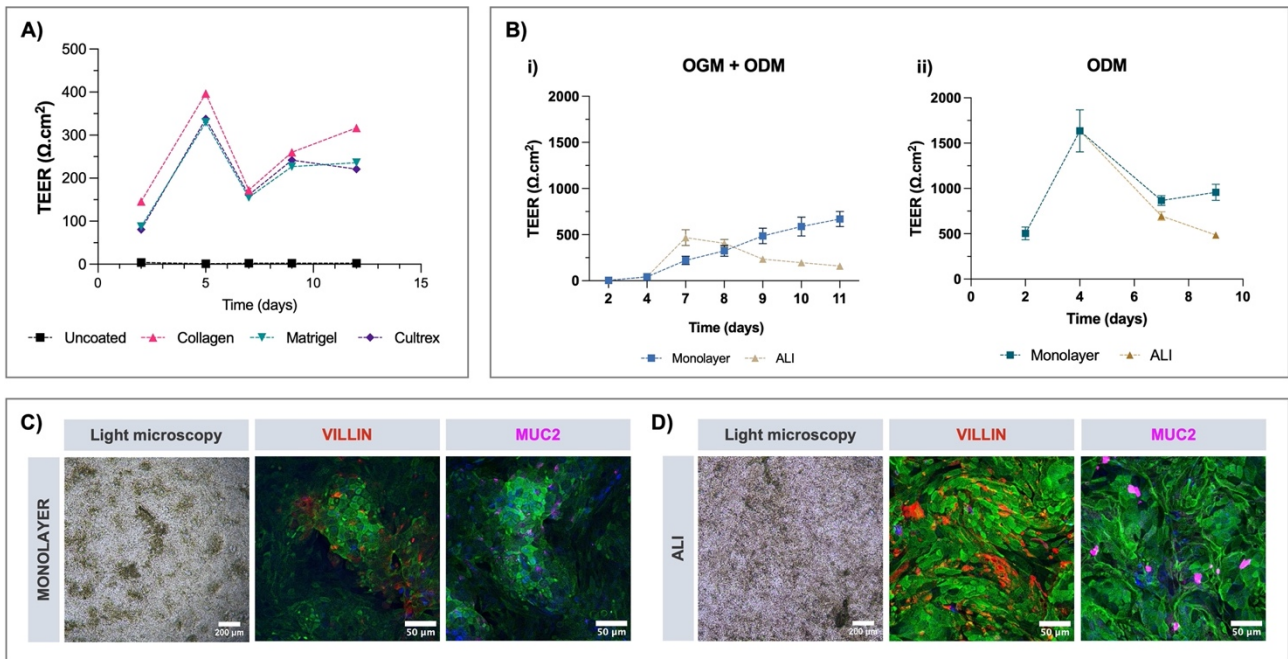 A)
500
400
300
200
100
0
TEER (Ω.cm²)
0 5 10 15
Time (days)
Uncoated Collagen Matrigel Cultrex
B)
i) OGM + ODM
2000
1500
1000
500
0
TEER (Ω.cm²)
2 4 7 8 9 10 11
Time (days)
Monolayer ALI
ii) ODM
2000
1500
1000
500
0
TEER (Ω.cm²)
0 2 4 6 8 10
Time (days)
Monolayer ALI
C)
Light microscopy VILLIN MUC2
MONOLAYER
200 µm 50 µm 50 µm
D)
Light microscopy VILLIN MUC2
ALI
200 µm 50 µm 50 µm